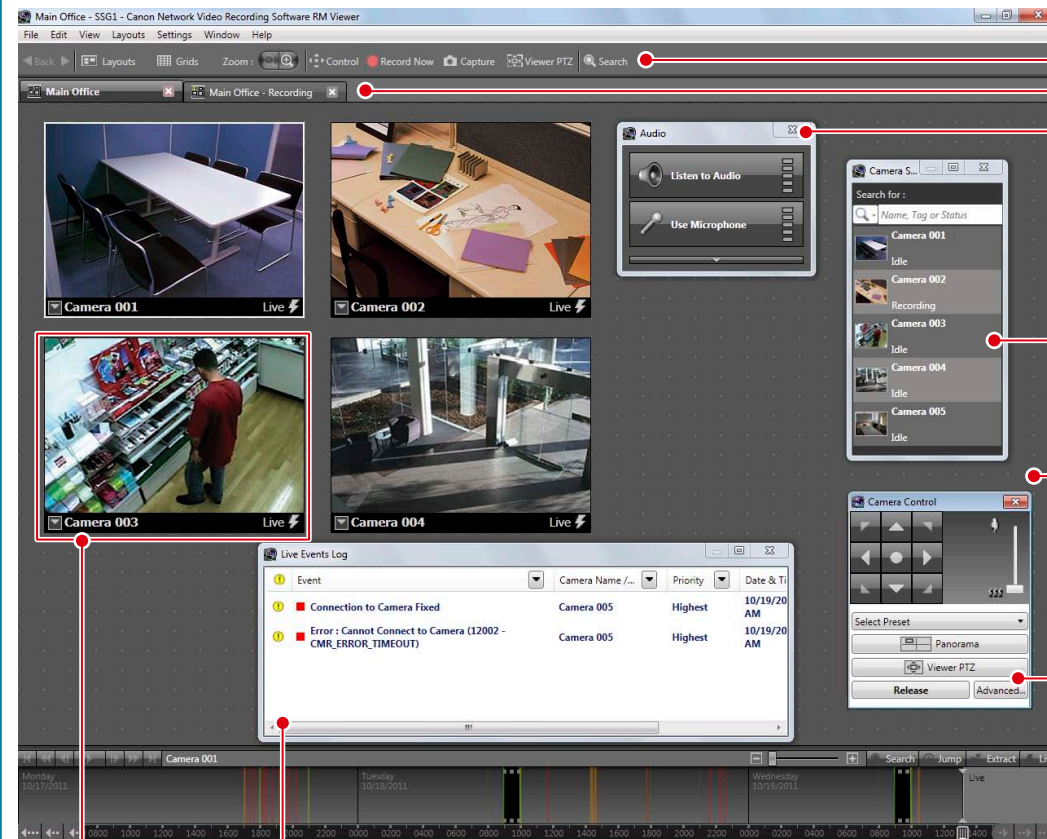 Main Office - SSG1 - Canon Network Video Recording Software RM Viewer
File Edit View Layouts Settings Window Help
Back Layouts Grids Zoom : Control Record Now Capture Viewer PTZ Search
Main Office Main Office - Recording
Audio
Listen to Audio
Use Microphone
Camera S...
Search for :
Name, Tag or Status
Camera 001
Idle
Camera 002
Recording
Camera 003
Idle
Camera 004
Idle
Camera 005
Idle
Camera 001 Live
Camera 002 Live
Camera 003 Live
Camera 004 Live
Camera Control
Select Preset
Panorama
Viewer PTZ
Release Advanced...
Live Events Log
Event Camera Name /... Priority Date & Ti
Connection to Camera Fixed Camera 005 Highest 10/19/20
AM
Error : Cannot Connect to Camera (12002 -
CMR_ERROR_TIMEOUT) Camera 005 Highest 10/19/20
AM
Camera 001 Search Jump Extract Li
Monday
10/17/2011
Tuesday
10/18/2011
Wednesday
10/19/2011
Live
0800 1000 1200 1400 1600 1800 2000 2200 0000 0200 0400 0600 0800 1000 1200 1400 1600 1800 2000 2200 0000 0200 0400 0600 0800 1000 1200 1400